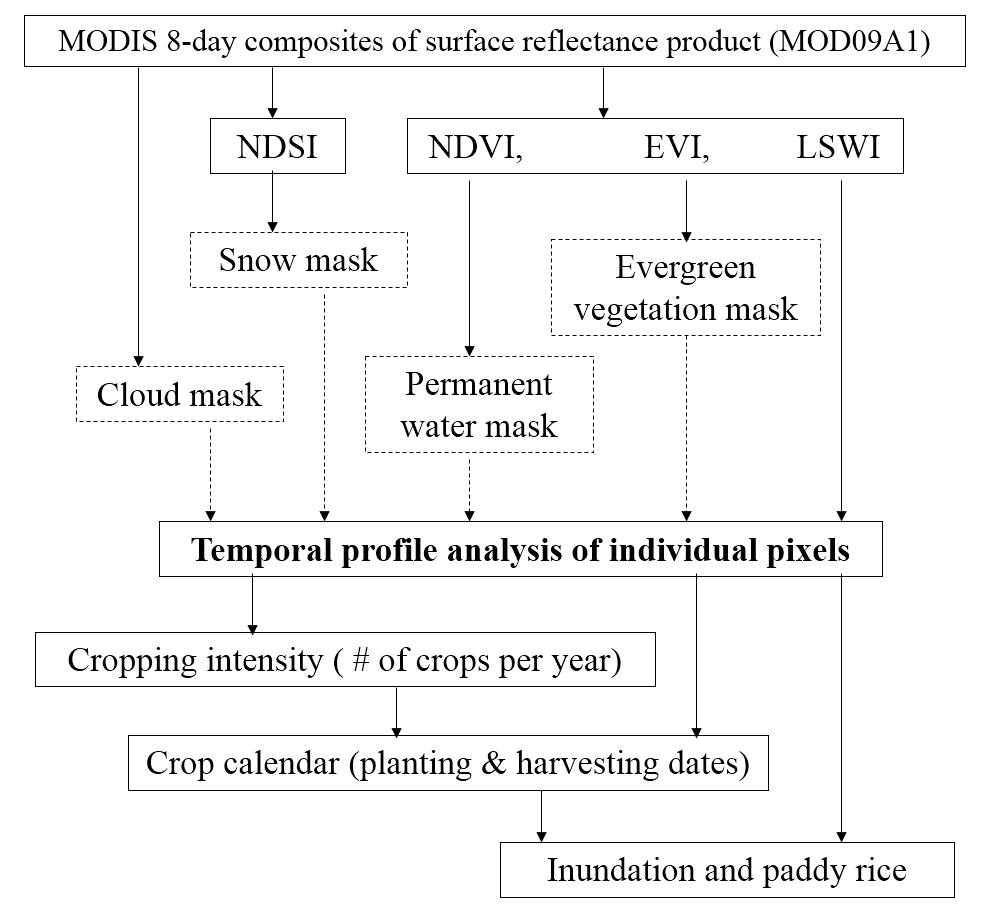 MODIS 8-day composites of surface reflectance product (MOD09A1)
NDSI
NDVI, EVI, LSWI
Snow mask
Evergreen
vegetation mask
Cloud mask
Permanent
water mask
Temporal profile analysis of individual pixels
Cropping intensity ( # of crops per year)
Crop calendar (planting & harvesting dates)
Inundation and paddy rice